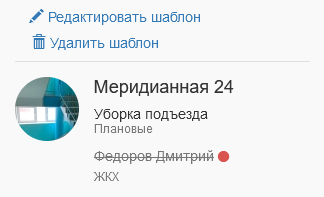 Редактировать шаблон
Удалить шаблон
Меридианная 24
Уборка подъезда
Плановые
Федоров Дмитрий
ЖКХ